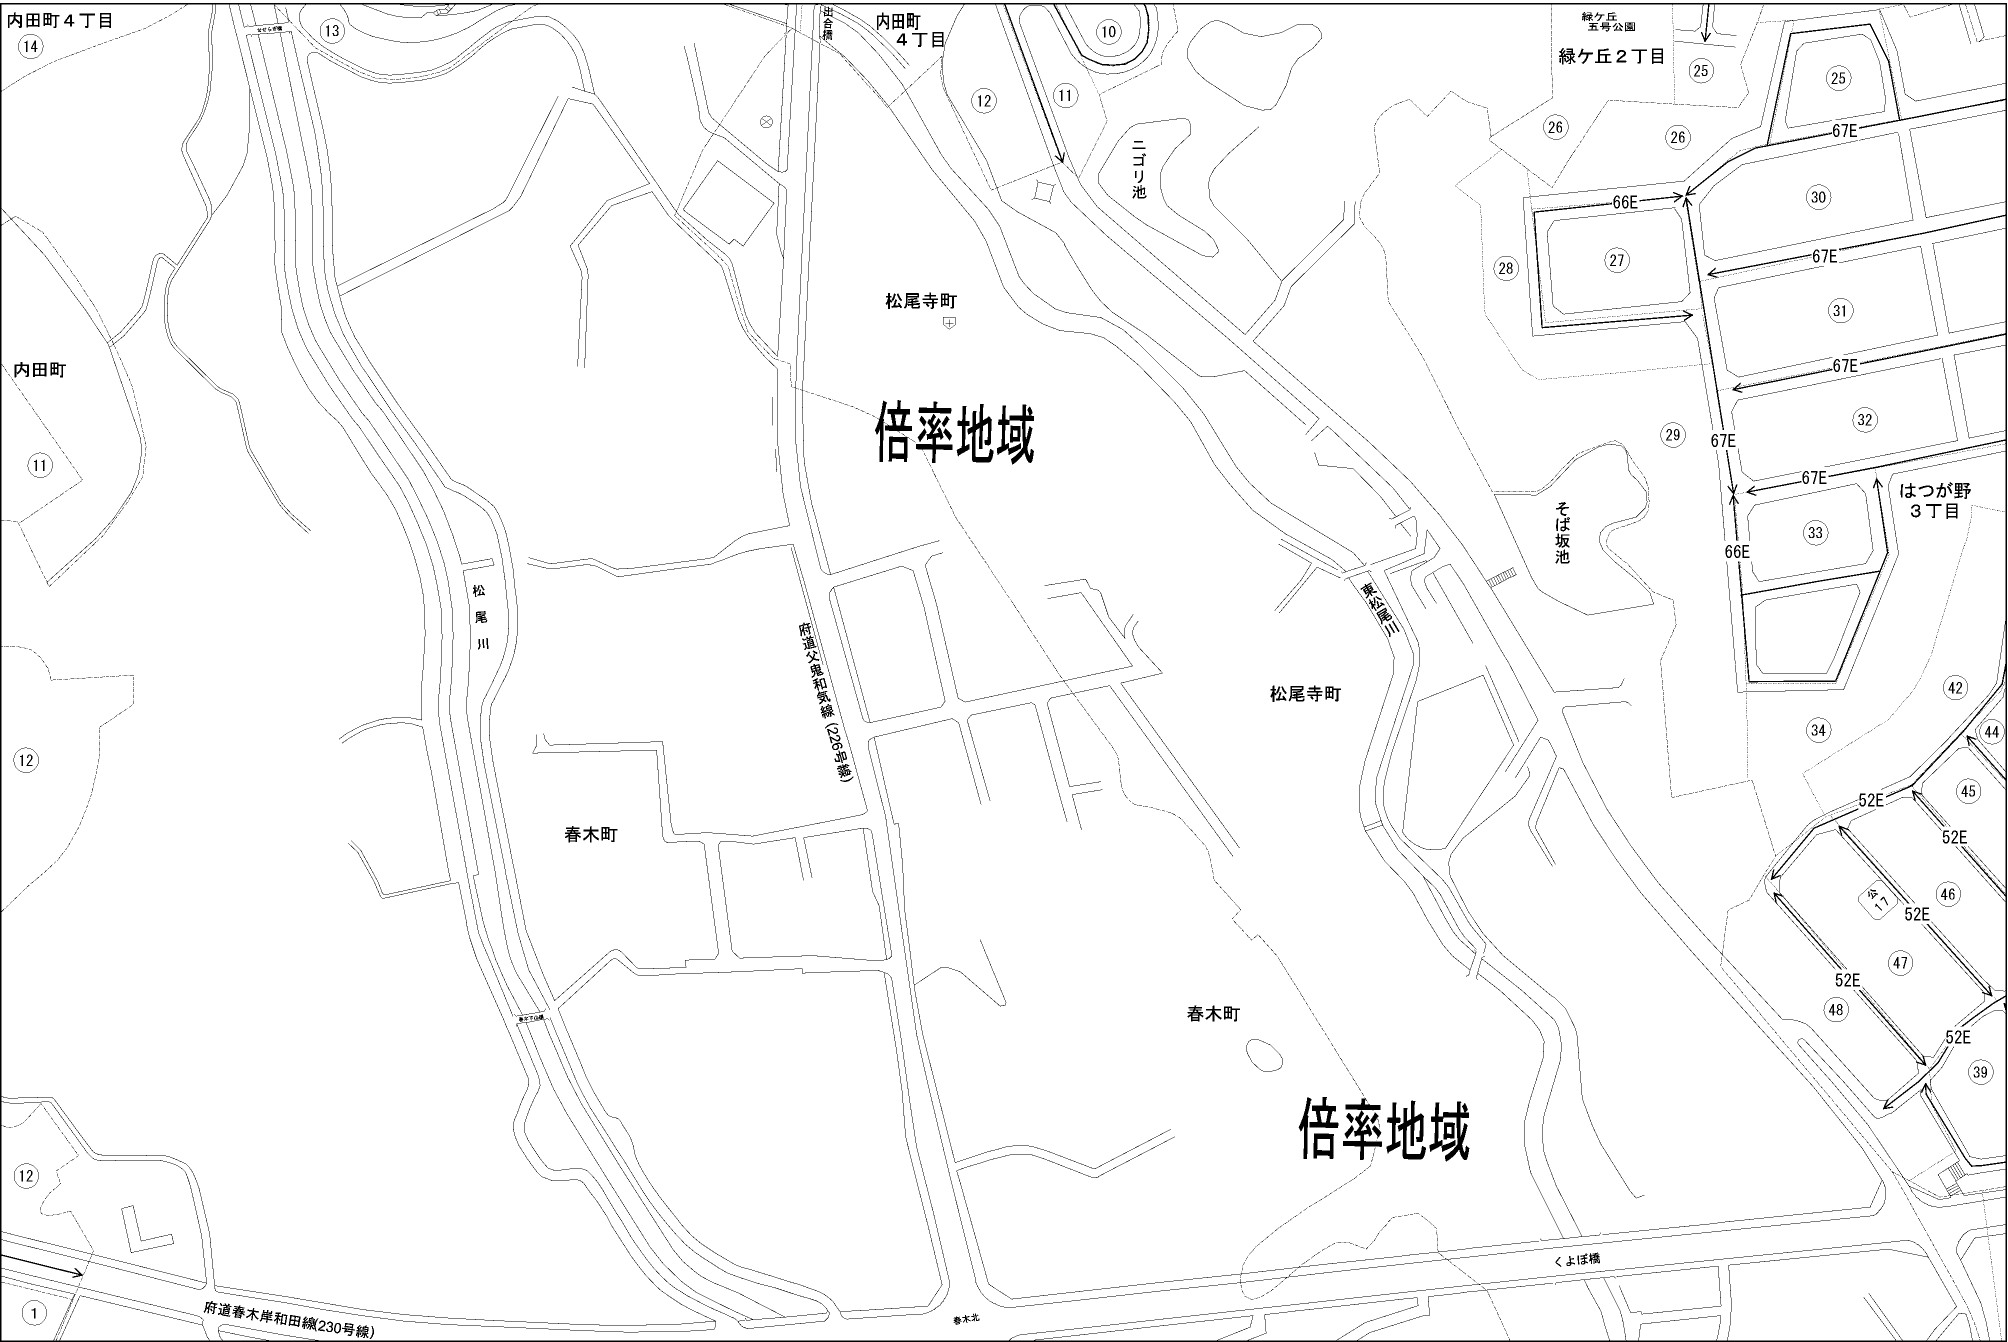 内田町４丁目
14
13
出合橋
内田町
４丁目
10
11
12
緑ケ丘
五号公園
緑ケ丘２丁目
25
25
26
26
67E
ニゴリ池
30
66E
27
28
67E
松尾寺町
31
内田町
67E
倍率地域
32
29
67E
11
67E
はつが野
３丁目
そば坂池
33
66E
松尾川
東松尾川
府道父鬼和気線(226号線)
松尾寺町
42
34
44
12
45
52E
春木町
52E
公
17
46
52E
47
52E
48
春木町
52E
39
倍率地域
12
くよぼ橋
1
府道春木岸和田線(230号線)
春木北